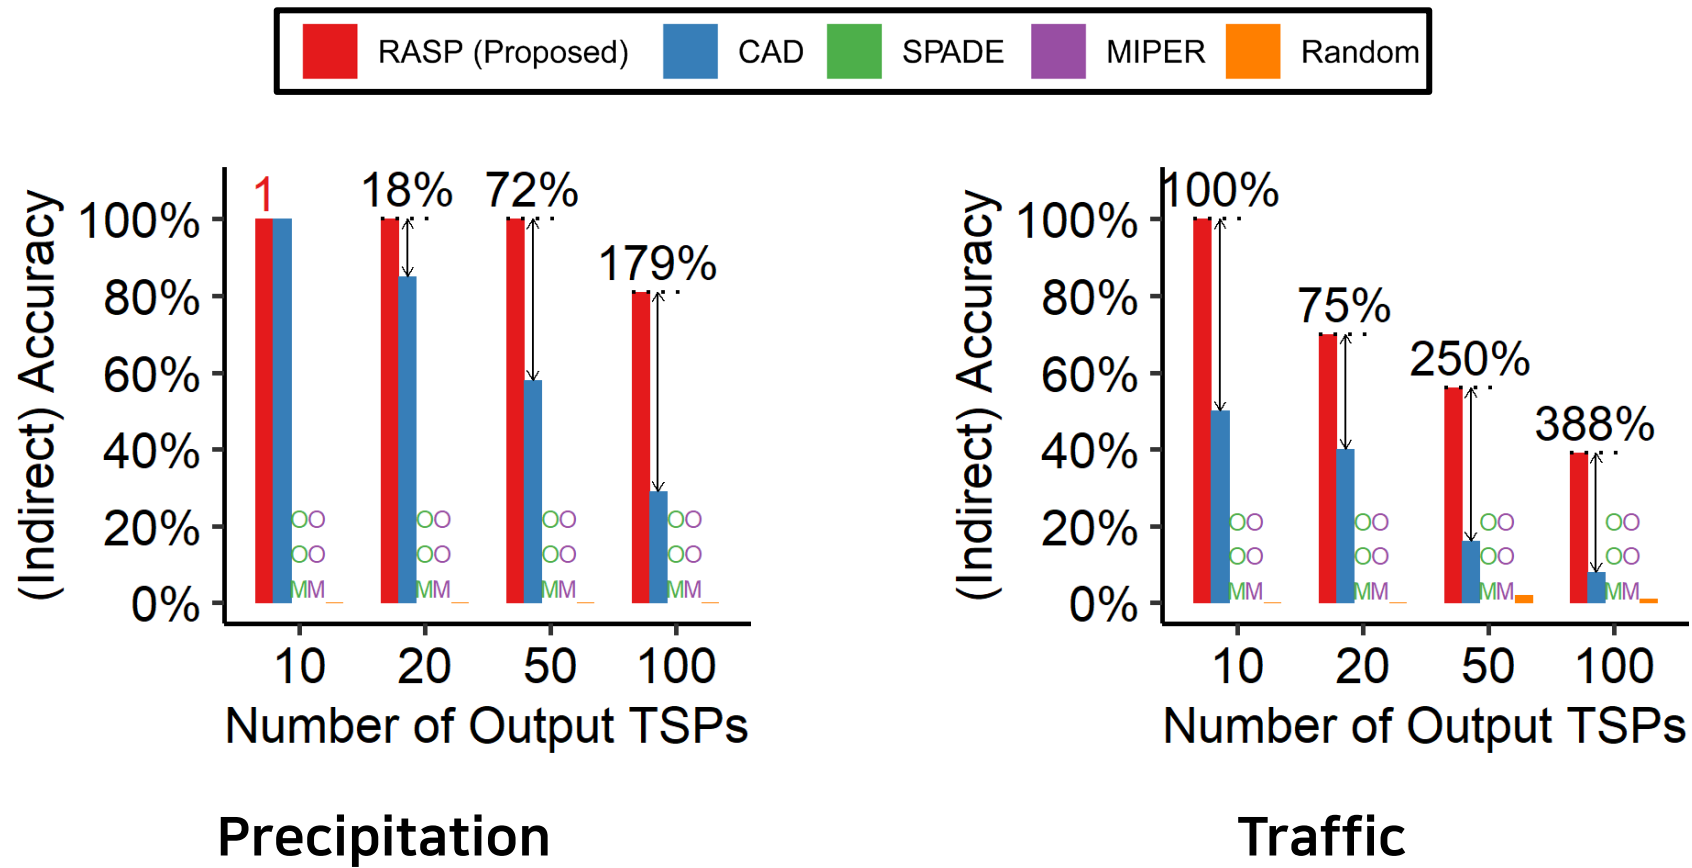 RASP (Proposed) CAD SPADE MIPER Random
(Indirect) Accuracy
100%
80%
60%
40%
20%
0%
1
18%
72%
179%
OO OO OO OO
OO OO OO OO
MM MM MM MM
10 20 50 100
Number of Output TSPs
Precipitation
(Indirect) Accuracy
100%
80%
60%
40%
20%
0%
100%
75%
250%
388%
OO OO OO OO
OO OO OO OO
MM MM MM MM
10 20 50 100
Number of Output TSPs
Traffic